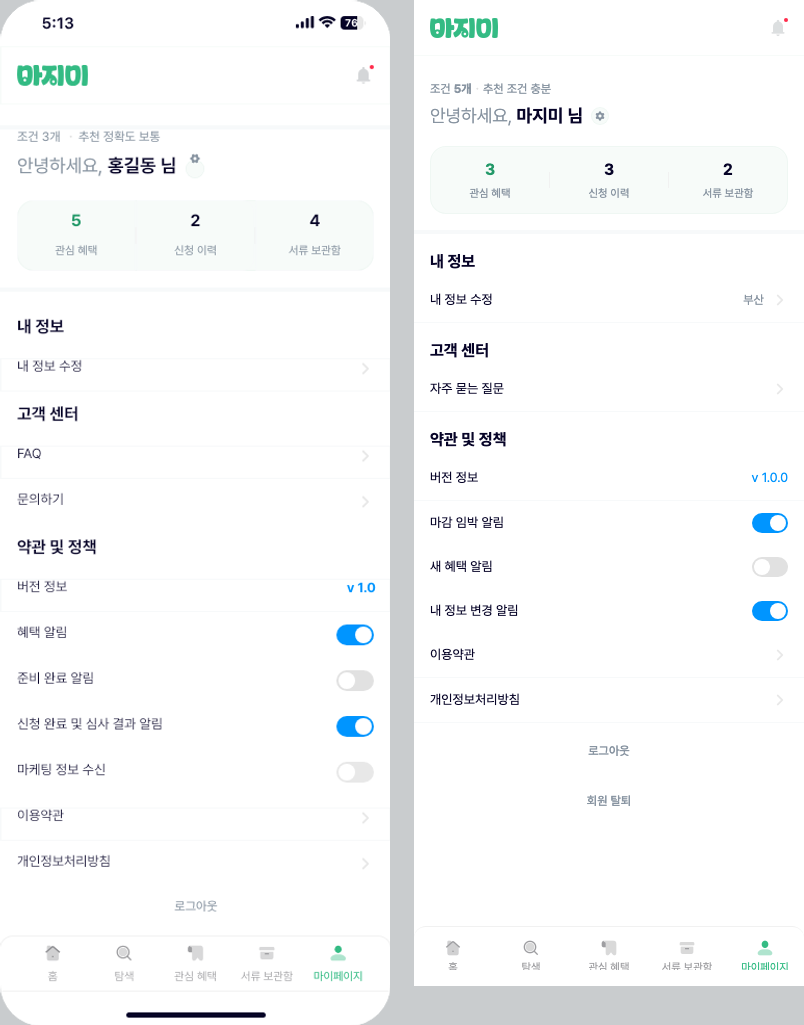 5:13
76
마지미
조건 3개 · 추천 정확도 보통
안녕하세요, 홍길동 님
5
2
4
관심 혜택
신청 이력
서류 보관함
내 정보
내 정보 수정
고객 센터
FAQ
문의하기
약관 및 정책
버전 정보
v 1.0
혜택 알림
준비 완료 알림
신청 완료 및 심사 결과 알림
마케팅 정보 수신
이용약관
개인정보처리방침
로그아웃
홈
탐색
관심 혜택
서류 보관함
마이페이지
마지미
조건 5개 · 추천 조건 충분
안녕하세요, 마지미 님
3
3
2
관심 혜택
신청 이력
서류 보관함
내 정보
내 정보 수정
부산
고객 센터
자주 묻는 질문
약관 및 정책
버전 정보
v 1.0.0
마감 임박 알림
새 혜택 알림
내 정보 변경 알림
이용약관
개인정보처리방침
로그아웃
회원 탈퇴
홈
탐색
관심 혜택
서류 보관함
마이페이지